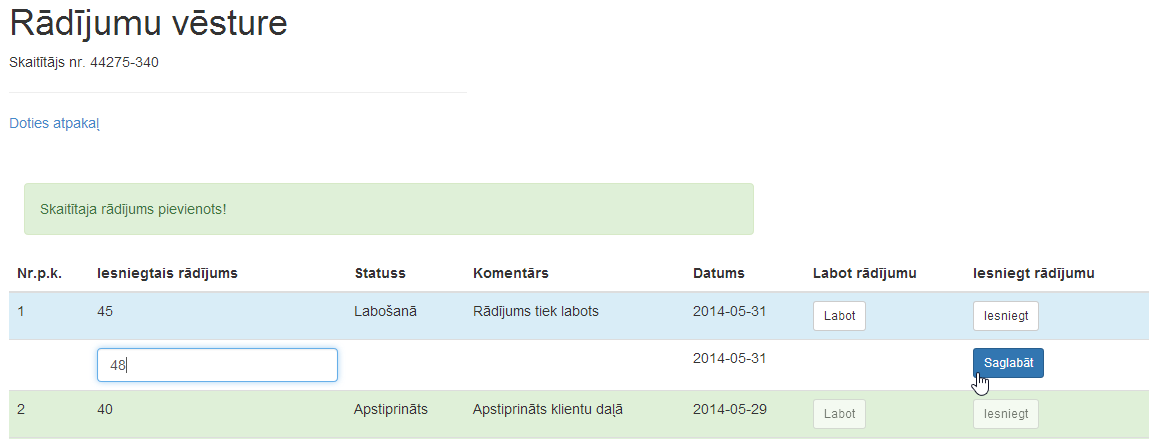 Rādījumu vēsture
Skaitītājs nr. 44275-340
Doties atpakaļ
Skaitītaja rādījums pievienots!
Nr.p.k. Iesniegtais rādījums Statuss Komentārs Datums Labot rādījumu Iesniegt rādījumu
1 45 Labošanā Rādījums tiek labots 2014-05-31 Labot Iesniegt
48 2014-05-31 Saglabāt
2 40 Apstiprināts Apstiprināts klientu daļā 2014-05-29 Labot Iesniegt